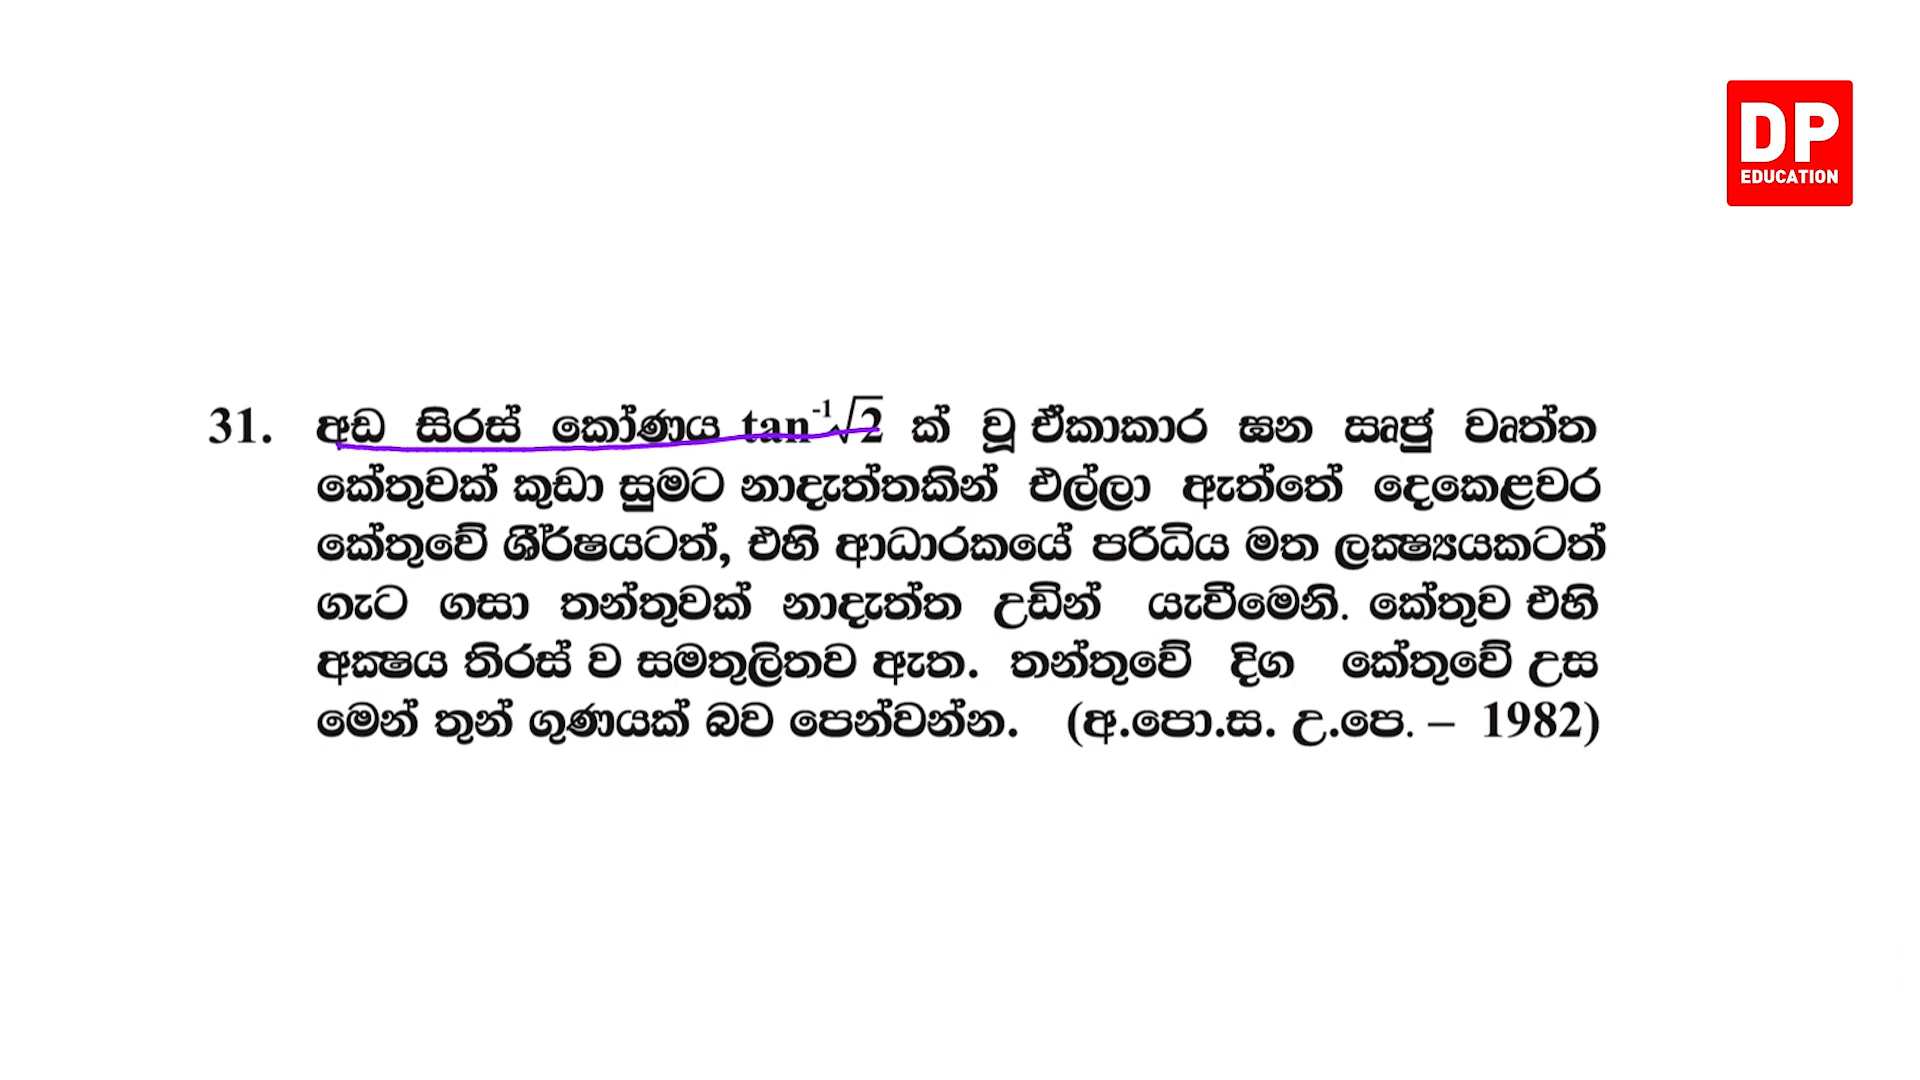 DP
EDUCATION
31. අඩ සිරස් කෝණය tan⁻¹√2 ක් වූ ඒකාකාර ඝන ඍජු වෘත්ත
කේතුවක් කුඩා සුමට නාදැත්තකින් එල්ලා ඇත්තේ දෙකෙළවර
කේතුවේ ශීර්ෂයටත්, එහි ආධාරකයේ පරිධිය මත ලක්‍ෂ්‍යයකටත්
ගැට ගසා තන්තුවක් නාදැත්ත උඩින් යැවීමෙනි. කේතුව එහි
අක්‍ෂය තිරස් ව සමතුලිතව ඇත. තන්තුවේ දිග කේතුවේ උස
මෙන් තුන් ගුණයක් බව පෙන්වන්න. (අ.පො.ස. උ.පෙ. – 1982)